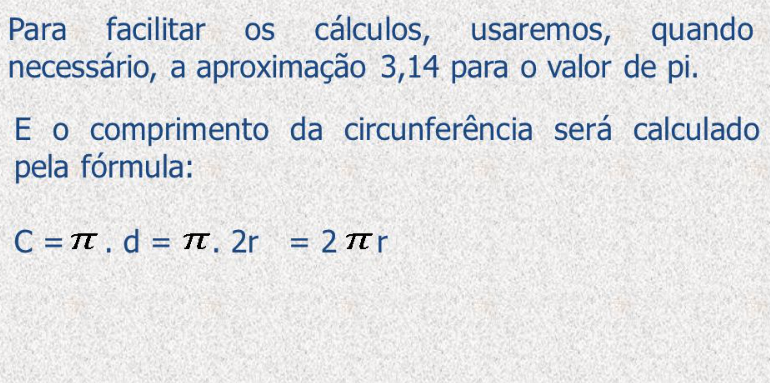 Para facilitar os cálculos, usaremos, quando
necessário, a aproximação 3,14 para o valor de pi.
E o comprimento da circunferência será calculado
pela fórmula:
C = π . d = π . 2r = 2 π r